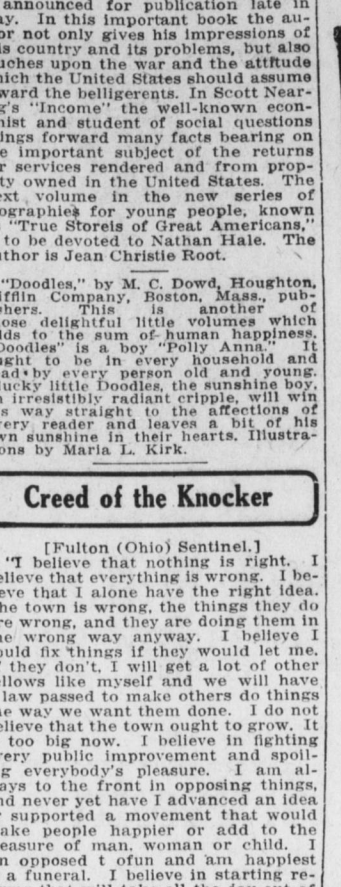 announced for publication late in
ay. In this important book the au-
or not only gives his impressions of
is country and its problems, but also
uches upon the war and the attftude
hich the United States should assume
ward the belligerents. In Scott Near-
g's "Income" the well-known econ-
mist and student of social questions
ings forward many facts bearing on
e important subject of the returns
r services rendered and from prop-
ty owned in the United States. The
ext volume in the new series of
ographies for young people, known
"True Storeis of Great Americans,"
to be devoted to Nathan Hale. The
uthor is Jean Christie Root.
"Doodles," by M. C. Dowd, Houghton,
ifflin Company, Boston, Mass., pub-
shers. This is another of
ose delightful little volumes which
lds to the sum of human happiness.
Doodles" is a boy "Polly Anna." It
ught to be in every household and
ad by every person old and young.
lucky little Doodles, the sunshine boy,
n irresistibly radiant cripple, will win
s way straight to the affections of
very reader and leaves a bit of his
wn sunshine in their hearts. Illustra-
ons by Maria L. Kirk.
Creed of the Knocker
[Fulton (Ohio) Sentinel.]
"I believe that nothing is right. I
elieve that everything is wrong. I be-
eve that I alone have the right idea.
he town is wrong, the things they do
re wrong, and they are doing them in
he wrong way anyway. I believe I
ould fix things if they would let me.
f they don't, I will get a lot of other
ellows like myself and we will have
law passed to make others do things
he way we want them done. I do not
elieve that the town ought to grow. It
too big now. I believe in fighting
very public improvement and spoil-
g everybody's pleasure. I am al-
ays to the front in opposing things,
nd never yet have I advanced an idea
supported a movement that would
ake people happier or add to the
easure of man, woman or child. I
m opposed t ofun and am happiest
a funeral. I believe in starting re-